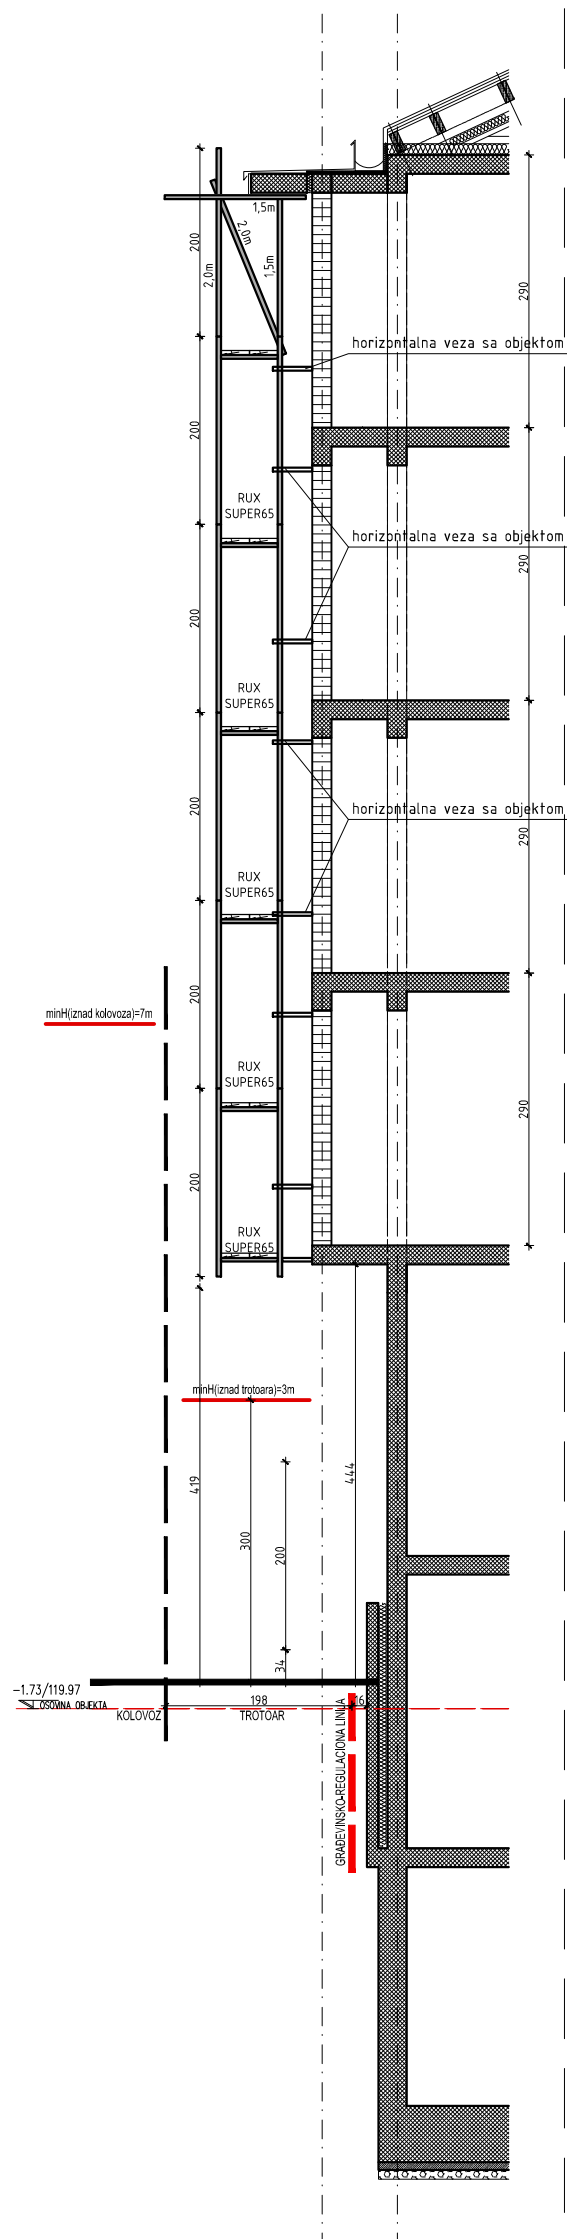 1,5m
2,0m
1,5m
2,0m
200
290
horizontalna veza sa objektom
200
RUX
SUPER65
horizontalna veza sa objektom
290
200
RUX
SUPER65
200
horizontalna veza sa objektom
290
RUX
SUPER65
200
minH(iznad kolovoza)=7m
RUX
SUPER65
290
200
RUX
SUPER65
minH(iznad trotoara)=3m
419
300
200
444
34
-1.73/119.97
OSOVINA OBJEKTA
198
16
KOLOVOZ
TROTOAR
GRAĐEVINSKO-REGULACIONA LINIJA